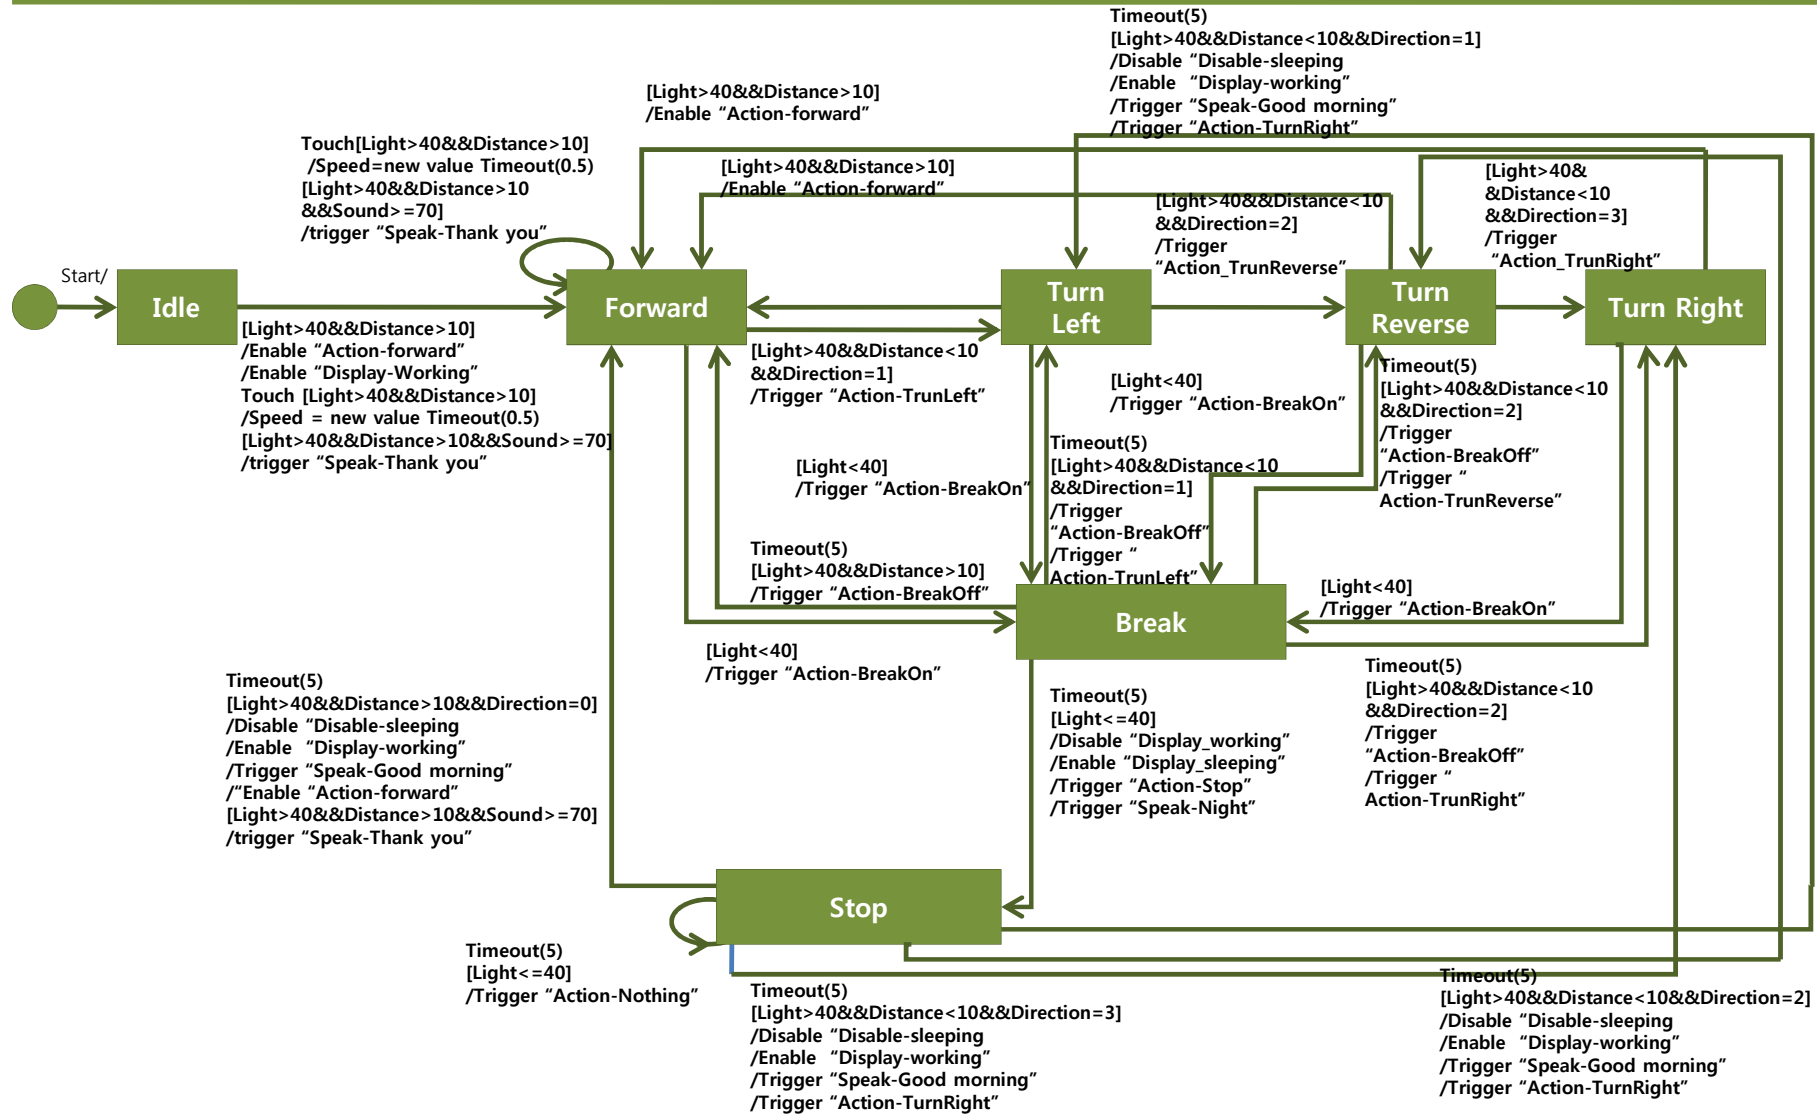 Timeout(5)
[Light>40&&Distance<10&&Direction=1]
/Disable “Disable-sleeping
/Enable “Display-working”
/Trigger “Speak-Good morning”
/Trigger “Action-TurnRight”
[Light>40&&Distance>10]
/Enable “Action-forward”
Touch[Light>40&&Distance>10]
/Speed=new value Timeout(0.5)
[Light>40&&Distance>10
&&Sound>=70]
/trigger “Speak-Thank you”
[Light>40&&Distance>10]
/Enable “Action-forward”
[Light>40&&Distance<10
&&Direction=2]
/Trigger
“Action_TrunReverse”
[Light>40&
&Distance<10
&&Direction=3]
/Trigger
“Action_TrunRight”
Start/
Idle
Forward
Turn
Left
Turn
Reverse
Turn Right
[Light>40&&Distance>10]
/Enable “Action-forward”
/Enable “Display-Working”
Touch [Light>40&&Distance>10]
/Speed = new value Timeout(0.5)
[Light>40&&Distance>10&&Sound>=70]
/trigger “Speak-Thank you”
[Light>40&&Distance<10
&&Direction=1]
/Trigger “Action-TrunLeft”
[Light<40]
/Trigger “Action-BreakOn”
Timeout(5)
[Light>40&&Distance<10
&&Direction=2]
/Trigger
“Action-BreakOff”
/Trigger “
Action-TrunReverse”
[Light<40]
/Trigger “Action-BreakOn”
Timeout(5)
[Light>40&&Distance<10
&&Direction=1]
/Trigger
“Action-BreakOff”
/Trigger “
Action-TrunLeft”
Timeout(5)
[Light>40&&Distance>10]
/Trigger “Action-BreakOff”
[Light<40]
/Trigger “Action-BreakOn”
Break
[Light<40]
/Trigger “Action-BreakOn”
Timeout(5)
[Light>40&&Distance>10&&Direction=0]
/Disable “Disable-sleeping
/Enable “Display-working”
/Trigger “Speak-Good morning”
/“Enable “Action-forward”
[Light>40&&Distance>10&&Sound>=70]
/trigger “Speak-Thank you”
Timeout(5)
[Light<=40]
/Disable “Display_working”
/Enable “Display_sleeping”
/Trigger “Action-Stop”
/Trigger “Speak-Night”
Timeout(5)
[Light>40&&Distance<10
&&Direction=2]
/Trigger
“Action-BreakOff”
/Trigger “
Action-TrunRight”
Stop
Timeout(5)
[Light<=40]
/Trigger “Action-Nothing”
Timeout(5)
[Light>40&&Distance<10&&Direction=3]
/Disable “Disable-sleeping
/Enable “Display-working”
/Trigger “Speak-Good morning”
/Trigger “Action-TurnRight”
Timeout(5)
[Light>40&&Distance<10&&Direction=2]
/Disable “Disable-sleeping
/Enable “Display-working”
/Trigger “Speak-Good morning”
/Trigger “Action-TurnRight”